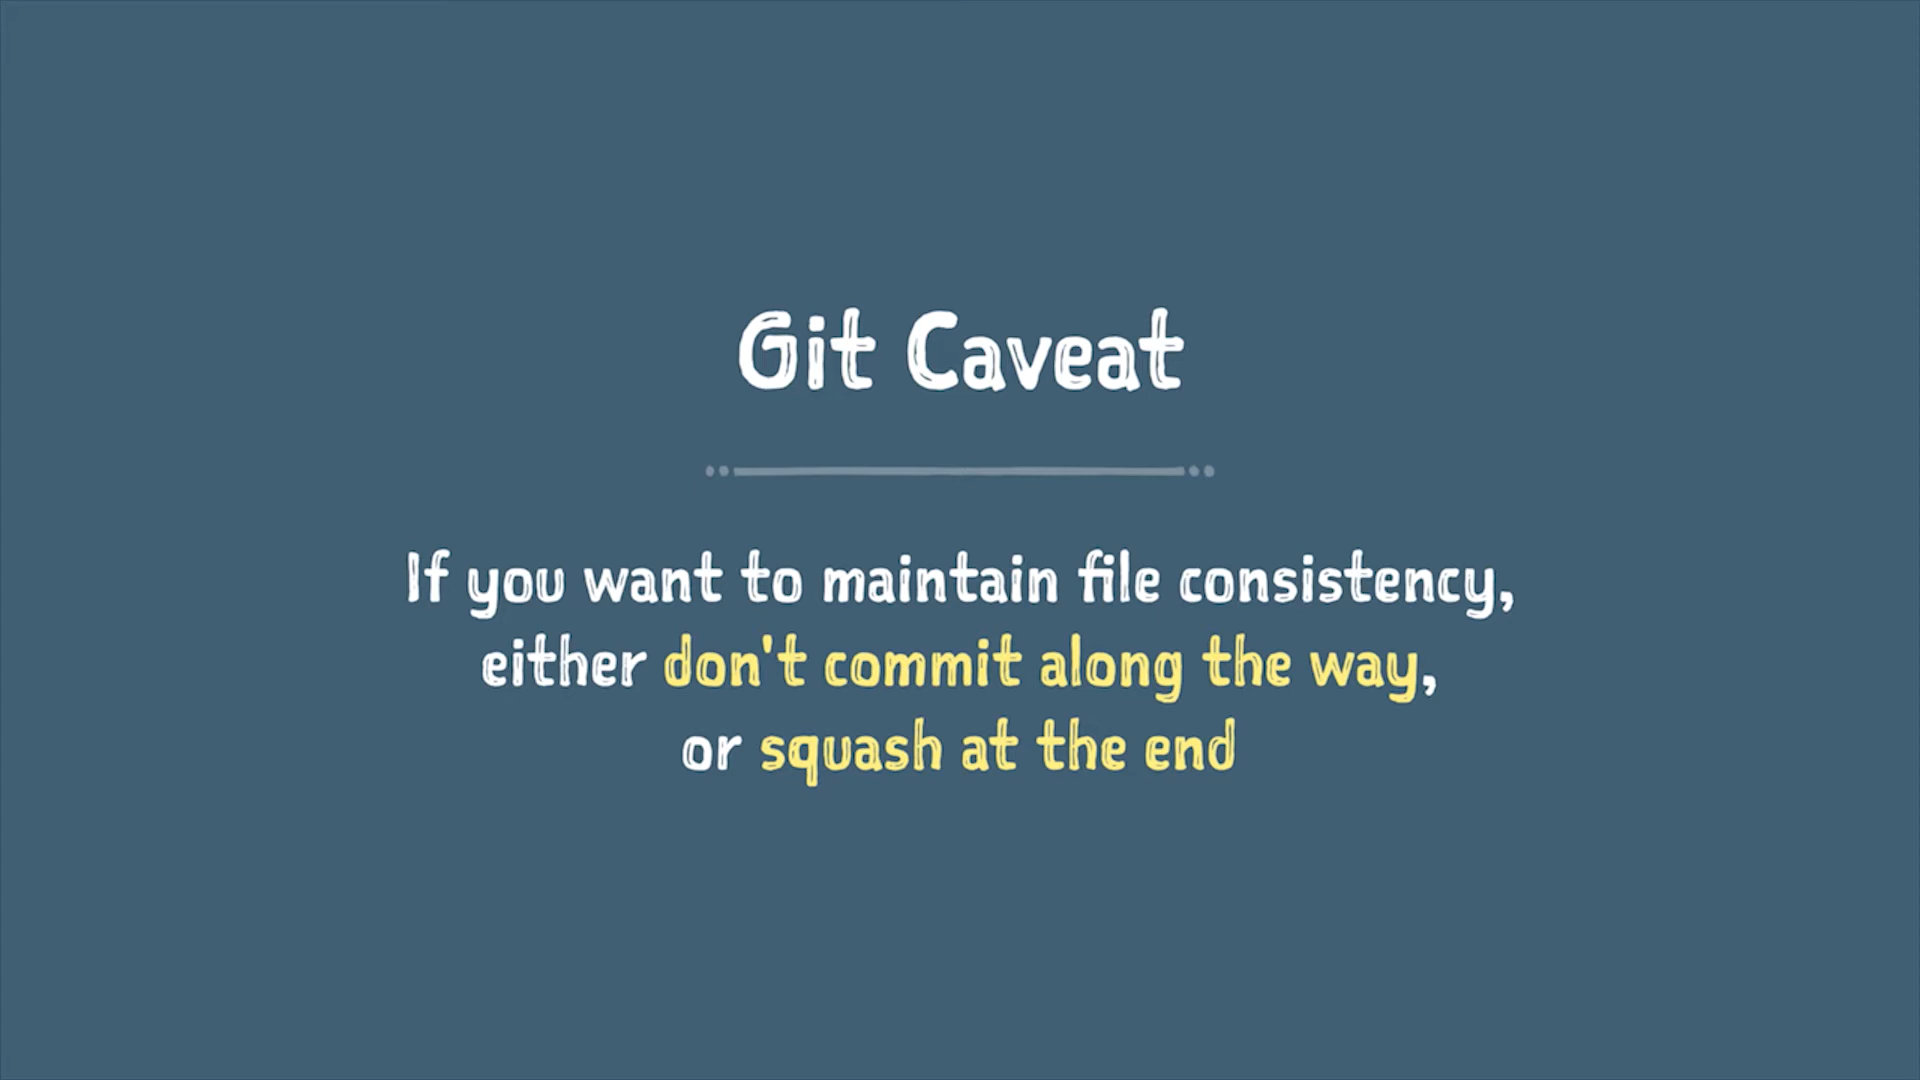 Git Caveat
If you want to maintain file consistency,
either don't commit along the way,
or squash at the end